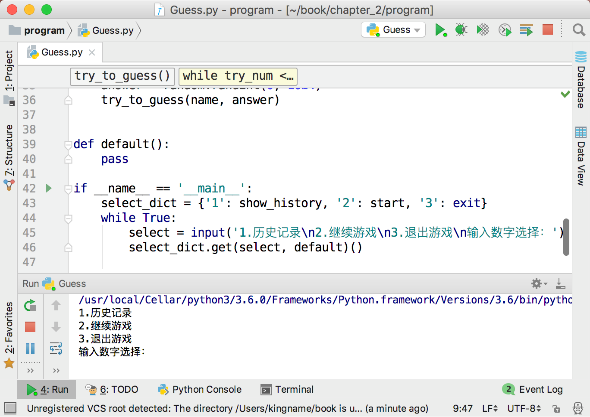 Guess.py - program - [~/book/chapter_2/program]
program Guess.py Guess
Guess.py
1: Project
7: Structure
2: Favorites
Database
Data View
try_to_guess() while try_num <…
36 try_to_guess(name, answer)
37
38
39 def default():
40 pass
41
42 if __name__ == '__main__':
43 select_dict = {'1': show_history, '2': start, '3': exit}
44 while True:
45 select = input('1.历史记录\n2.继续游戏\n3.退出游戏\n输入数字选择: ')
46 select_dict.get(select, default)()
47
Run Guess
/usr/local/Cellar/python3/3.6.0/Frameworks/Python.framework/Versions/3.6/bin/pytho
1.历史记录
2.继续游戏
3.退出游戏
输入数字选择:
4: Run 6: TODO Python Console Terminal 2 Event Log
Unregistered VCS root detected: The directory /Users/kingname/book is u... (a minute ago) 9:47 LF UTF-8